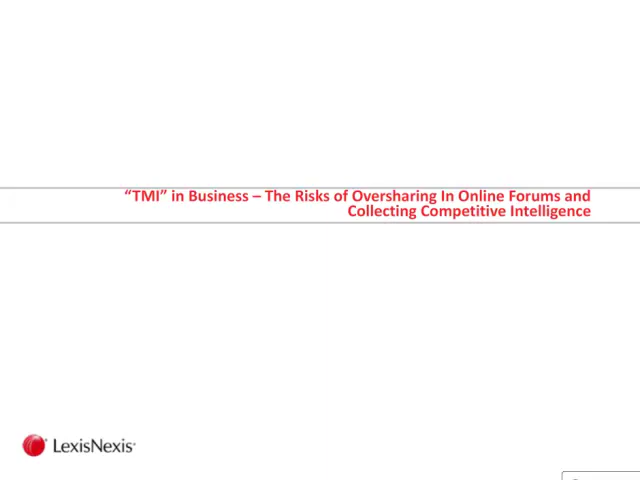 “TMI” in Business – The Risks of Oversharing In Online Forums and
Collecting Competitive Intelligence
LexisNexis®